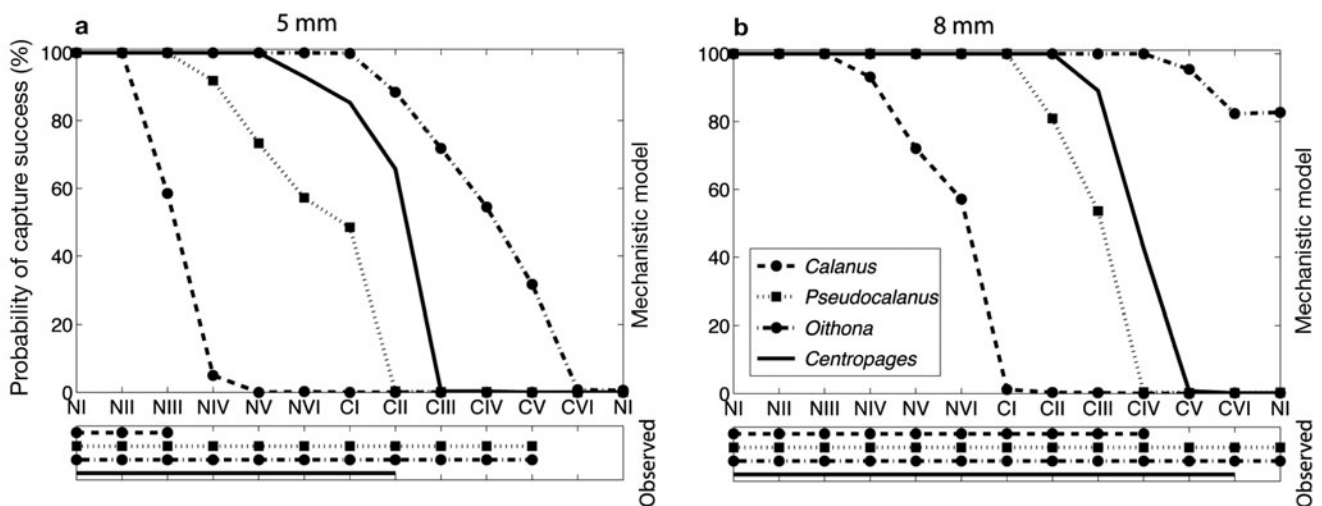 a
5 mm
Probability of capture success (%)
100
80
60
40
20
0
NII NII NIII NIV NV NVI CI CII CIII CIV CV CVI NI
Mechanistic model
Observed
b
8 mm
100
80
60
40
20
0
Calanus
Pseudocalanus
Oithona
Centropages
NI NII NIII NIV NV NVI CI CII CIII CIV CV CVI NI
Mechanistic model
Observed